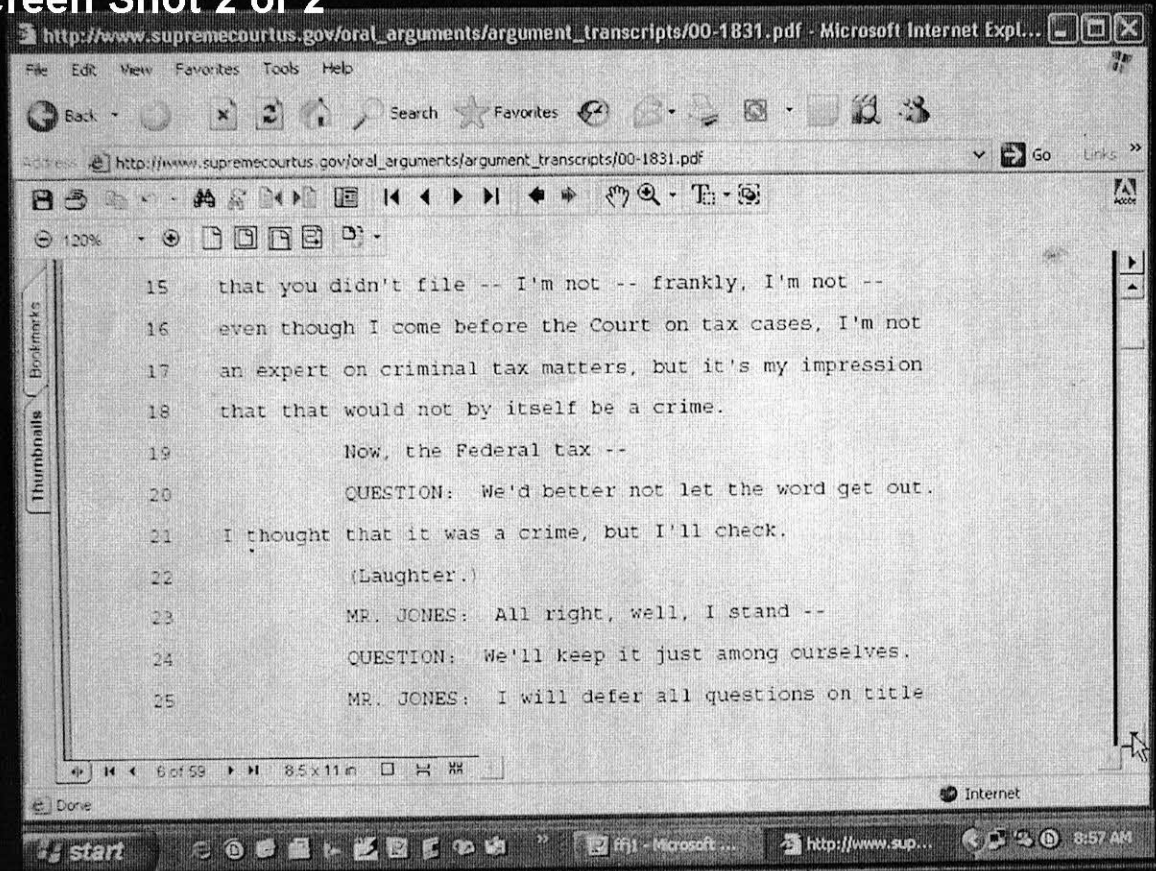 reen Shot 2 of 2
http://www.supremecourtus.gov/oral_arguments/argument_transcripts/00-1831.pdf - Microsoft Internet Expl...
File Edit View Favorites Tools Help
Back Search Favorites
Address http://www.supremecourtus.gov/oral_arguments/argument_transcripts/00-1831.pdf Go Links »
Adobe
120%
Bookmarks
Thumbnails
15 that you didn't file -- I'm not -- frankly, I'm not --
16 even though I come before the Court on tax cases, I'm not
17 an expert on criminal tax matters, but it's my impression
18 that that would not by itself be a crime.
19 Now, the Federal tax --
20 QUESTION: We'd better not let the word get out.
21 I thought that it was a crime, but I'll check.
22 (Laughter.)
23 MR. JONES: All right, well, I stand --
24 QUESTION: We'll keep it just among ourselves.
25 MR. JONES: I will defer all questions on title
6 of 59 8.5 x 11 in
Done Internet
start » ffj1 - Microsoft ... http://www.sup... 8:57 AM